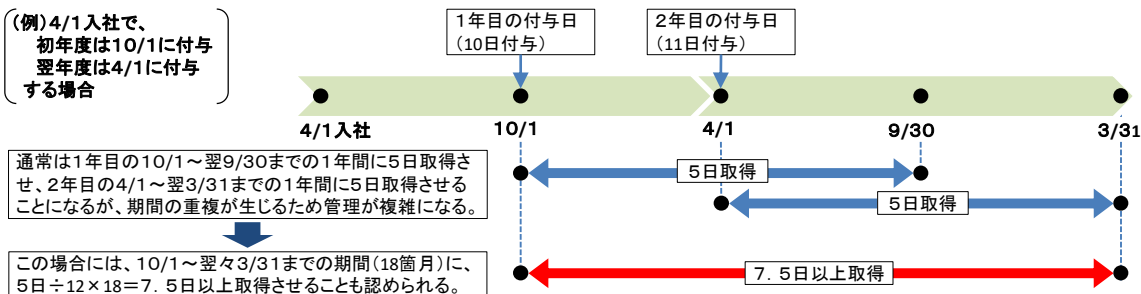 (例)4/1入社で、
初年度は10/1に付与
翌年度は4/1に付与
する場合
1年目の付与日
(10日付与)
2年目の付与日
(11日付与)
4/1入社
10/1
4/1
9/30
3/31
通常は1年目の10/1~翌9/30までの1年間に5日取得さ
せ、2年目の4/1~翌3/31までの1年間に5日取得させる
ことになるが、期間の重複が生じるため管理が複雑になる。
5日取得
5日取得
この場合には、10/1~翌々3/31までの期間(18箇月)に、
5日÷12×18=7.5日以上取得させることも認められる。
7.5日以上取得